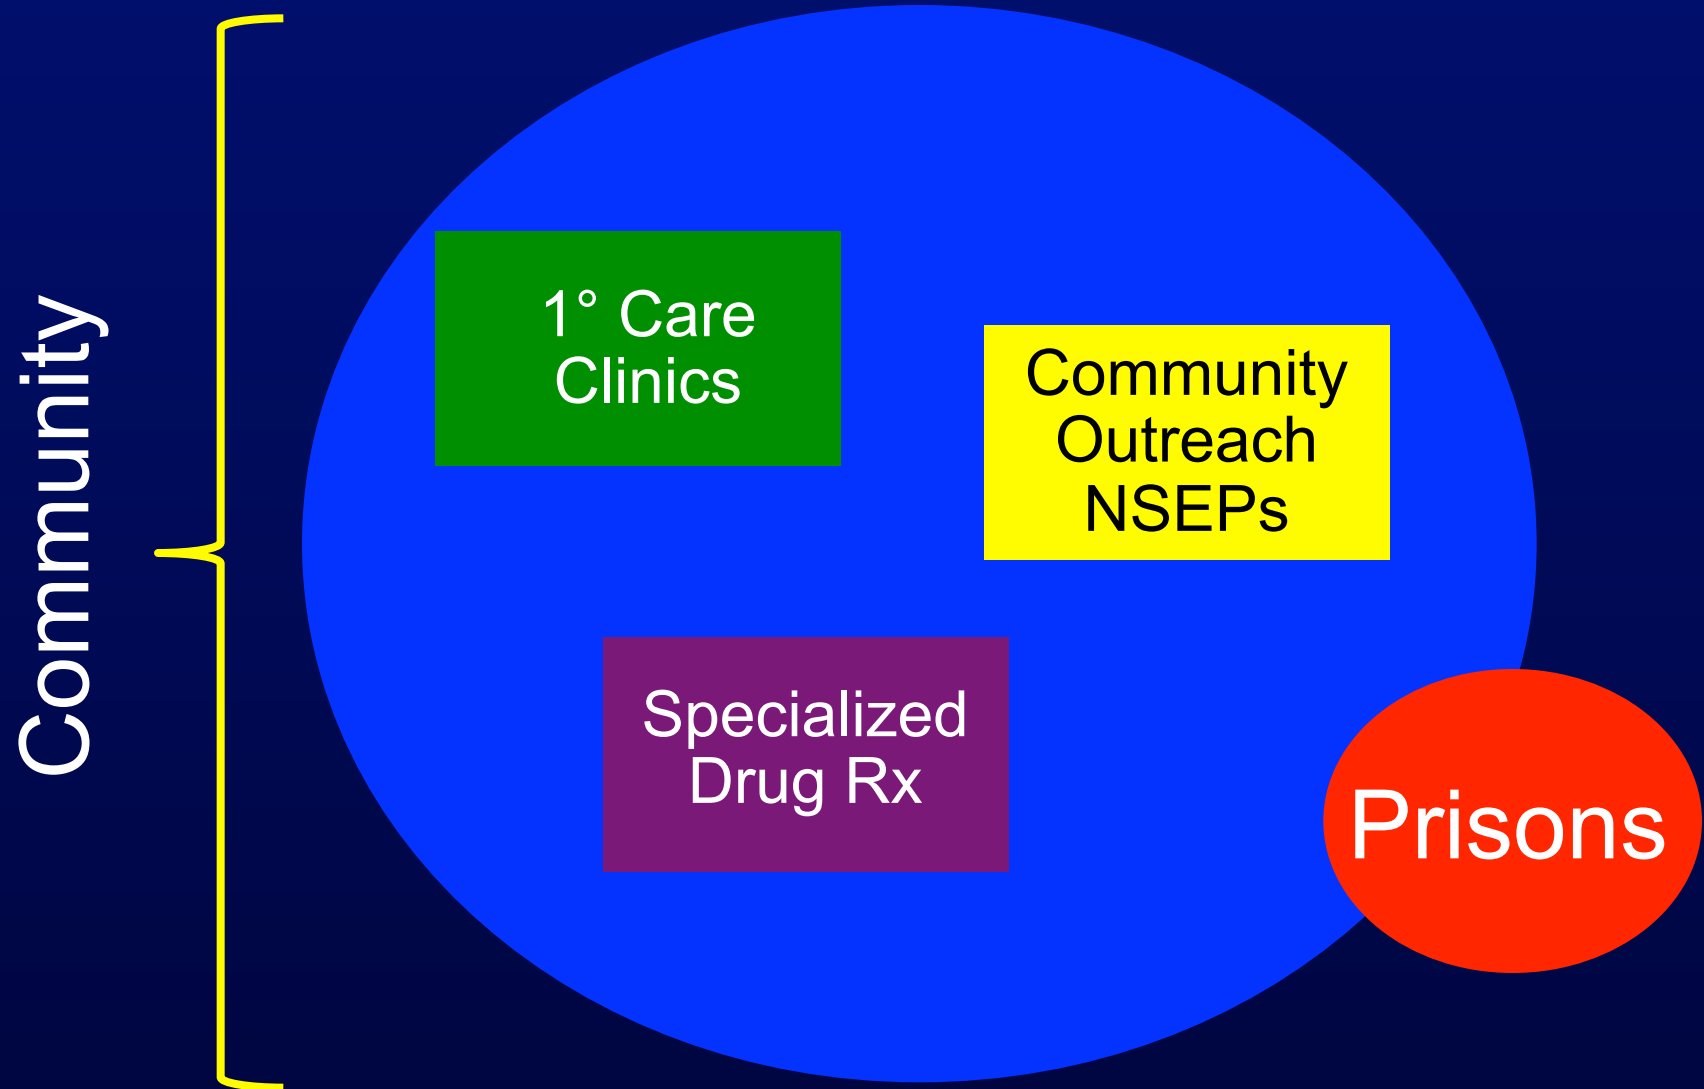 Community
1° Care
Clinics
Community
Outreach
NSEPs
Specialized
Drug Rx
Prisons